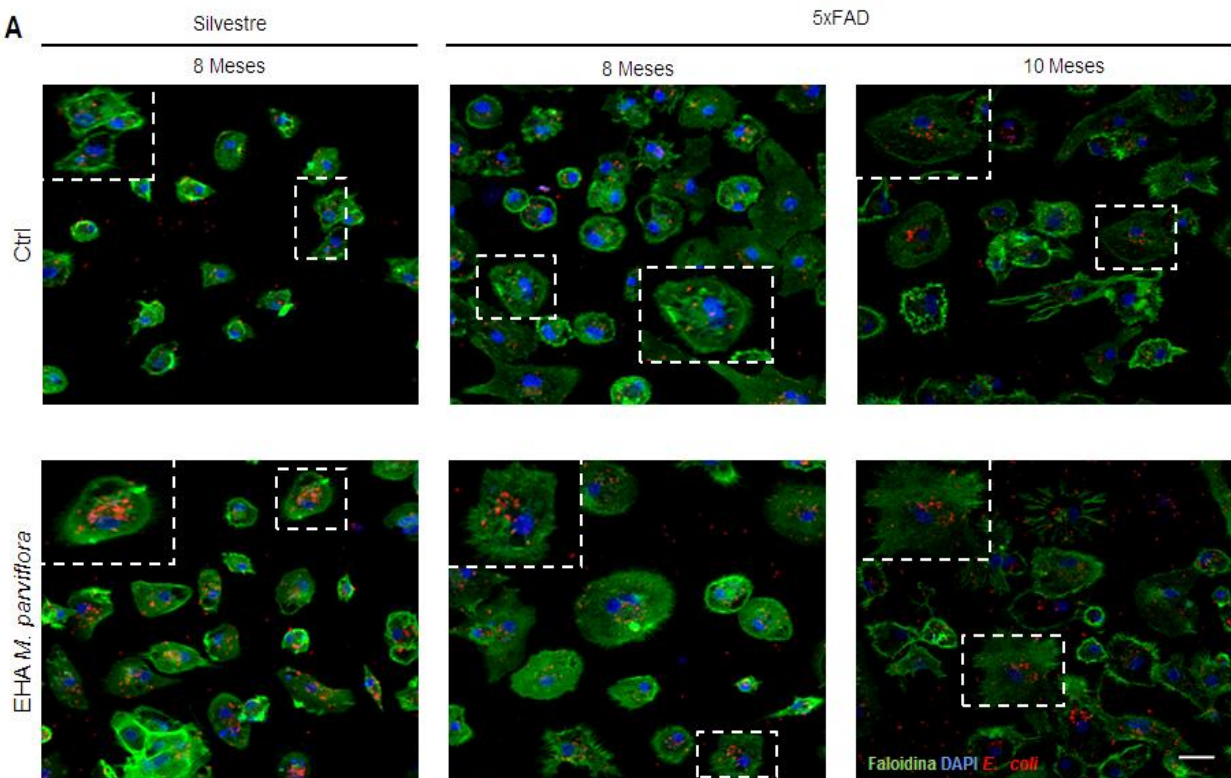 A
Silvestre
5xFAD
8 Meses
8 Meses
10 Meses
Ctrl
EHA M. parviflora
Faloidina DAPI E. coli